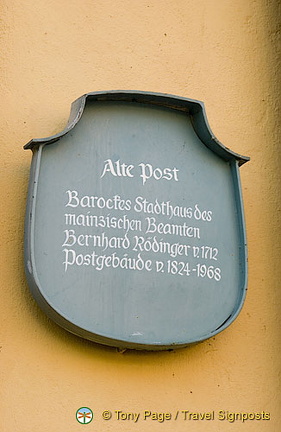 Alte Post
Barockes Stadthaus des
mainzischen Beamten
Bernhard Rödinger v. 1712
Postgebäude v. 1824-1968
© Tony Page / Travel Signposts